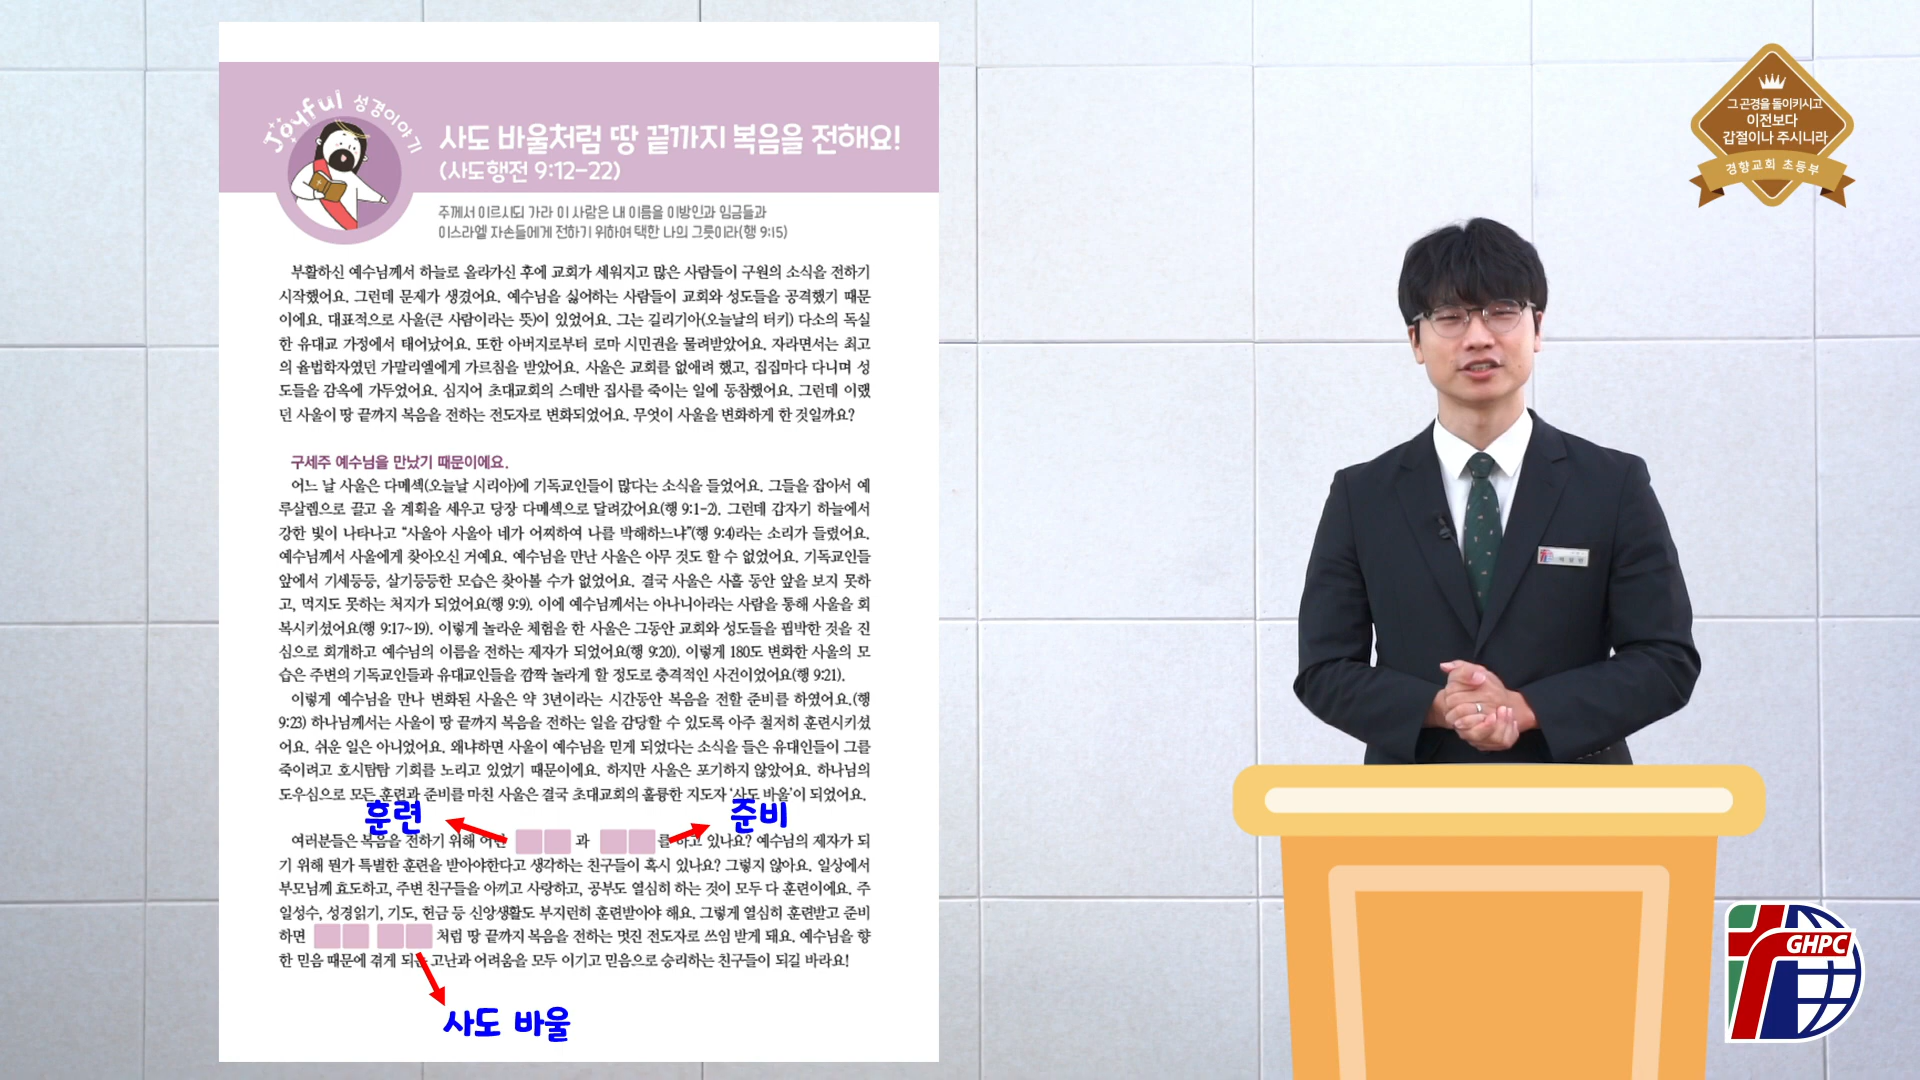 Joyful 성경이야기
사도 바울처럼 땅 끝까지 복음을 전해요!
(사도행전 9:12-22)
주께서 이르시되 가라 이 사람은 내 이름을 이방인과 임금들과
이스라엘 자손들에게 전하기 위하여 택한 나의 그릇이라(행 9:15)
부활하신 예수님께서 하늘로 올라가신 후에 교회가 세워지고 많은 사람들이 구원의 소식을 전하기
시작했어요. 그런데 문제가 생겼어요. 예수님을 싫어하는 사람들이 교회와 성도들을 공격했기 때문
이에요. 대표적으로 사울(큰 사람이라는 뜻)이 있었어요. 그는 길리기아(오늘날의 터키) 다소의 독실
한 유대교 가정에서 태어났어요. 또한 아버지로부터 로마 시민권을 물려받았어요. 자라면서는 최고
의 율법학자였던 가말리엘에게 가르침을 받았어요. 사울은 교회를 없애려 했고, 집집마다 다니며 성
도들을 감옥에 가두었어요. 심지어 초대교회의 스데반 집사를 죽이는 일에 동참했어요. 그런데 이랬
던 사울이 땅 끝까지 복음을 전하는 전도자로 변화되었어요. 무엇이 사울을 변화하게 한 것일까요?
구세주 예수님을 만났기 때문이에요.
어느 날 사울은 다메섹(오늘날 시리아)에 기독교인들이 많다는 소식을 들었어요. 그들을 잡아서 예
루살렘으로 끌고 올 계획을 세우고 당장 다메섹으로 달려갔어요(행 9:1-2). 그런데 갑자기 하늘에서
강한 빛이 나타나고 "사울아 사울아 네가 어찌하여 나를 박해하느냐"(행 9:4)라는 소리가 들렸어요.
예수님께서 사울에게 찾아오신 거예요. 예수님을 만난 사울은 아무 것도 할 수 없었어요. 기독교인들
앞에서 기세등등, 살기등등한 모습은 찾아볼 수가 없었어요. 결국 사울은 사흘 동안 앞을 보지 못하
고, 먹지도 못하는 처지가 되었어요(행 9:9). 이에 예수님께서는 아나니아라는 사람을 통해 사울을 회
복시키셨어요(행 9:17~19). 이렇게 놀라운 체험을 한 사울은 그동안 교회와 성도들을 핍박한 것을 진
심으로 회개하고 예수님의 이름을 전하는 제자가 되었어요(행 9:20). 이렇게 180도 변화한 사울의 모
습은 주변의 기독교인들과 유대교인들을 깜짝 놀라게 할 정도로 충격적인 사건이었어요(행 9:21).
이렇게 예수님을 만나 변화된 사울은 약 3년이라는 시간동안 복음을 전할 준비를 하였어요.(행
9:23) 하나님께서는 사울이 땅 끝까지 복음을 전하는 일을 감당할 수 있도록 아주 철저히 훈련시키셨
어요. 쉬운 일은 아니었어요. 왜냐하면 사울이 예수님을 믿게 되었다는 소식을 들은 유대인들이 그를
죽이려고 호시탐탐 기회를 노리고 있었기 때문이에요. 하지만 사울은 포기하지 않았어요. 하나님의
도우심으로 모든 훈련과 준비를 마친 사울은 결국 초대교회의 훌륭한 지도자 '사도 바울'이 되었어요.
훈련 준비
여러분들은 복음을 전하기 위해 어떤 과 를 하고 있나요? 예수님의 제자가 되
기 위해 뭔가 특별한 훈련을 받아야한다고 생각하는 친구들이 혹시 있나요? 그렇지 않아요. 일상에서
부모님께 효도하고, 주변 친구들을 아끼고 사랑하고, 공부도 열심히 하는 것이 모두 다 훈련이에요. 주
일성수, 성경읽기, 기도, 헌금 등 신앙생활도 부지런히 훈련받아야 해요. 그렇게 열심히 훈련받고 준비
하면 처럼 땅 끝까지 복음을 전하는 멋진 전도자로 쓰임 받게 돼요. 예수님을 향
한 믿음 때문에 겪게 되는 고난과 어려움을 모두 이기고 믿음으로 승리하는 친구들이 되길 바라요!
사도 바울
그 곤경을 돌이키시고
이전보다
갑절이나 주시니라
경향교회 초등부
GHPC